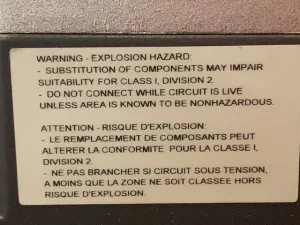 WARNING - EXPLOSION HAZARD:
- SUBSTITUTION OF COMPONENTS MAY IMPAIR
SUITABILITY FOR CLASS I, DIVISION 2.
- DO NOT CONNECT WHILE CIRCUIT IS LIVE
UNLESS AREA IS KNOWN TO BE NONHAZARDOUS.
ATTENTION - RISQUE D'EXPLOSION:
- LE REMPLACEMENT DE COMPOSANTS PEUT
ALTERER LA CONFORMITE POUR LA CLASSE I,
DIVISION 2.
- NE PAS BRANCHER SI CIRCUIT SOUS TENSION,
A MOINS QUE LA ZONE NE SOIT CLASSEE HORS
RISQUE D'EXPLOSION.